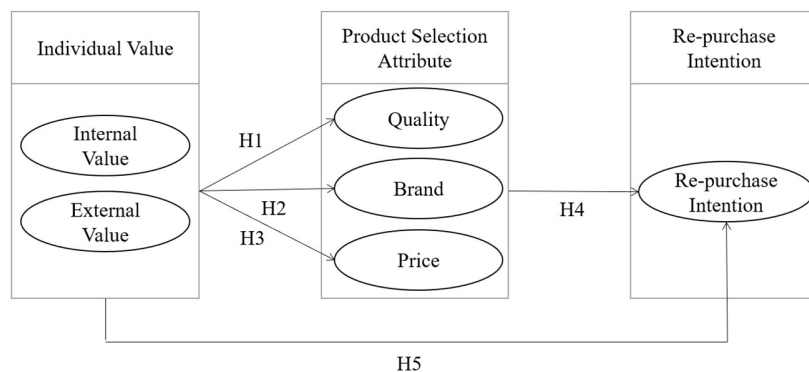 Individual Value
Product Selection
Attribute
Re-purchase
Intention
Internal
Value
External
Value
H1
H2
H3
Quality
Brand
Price
H4
Re-purchase
Intention
H5